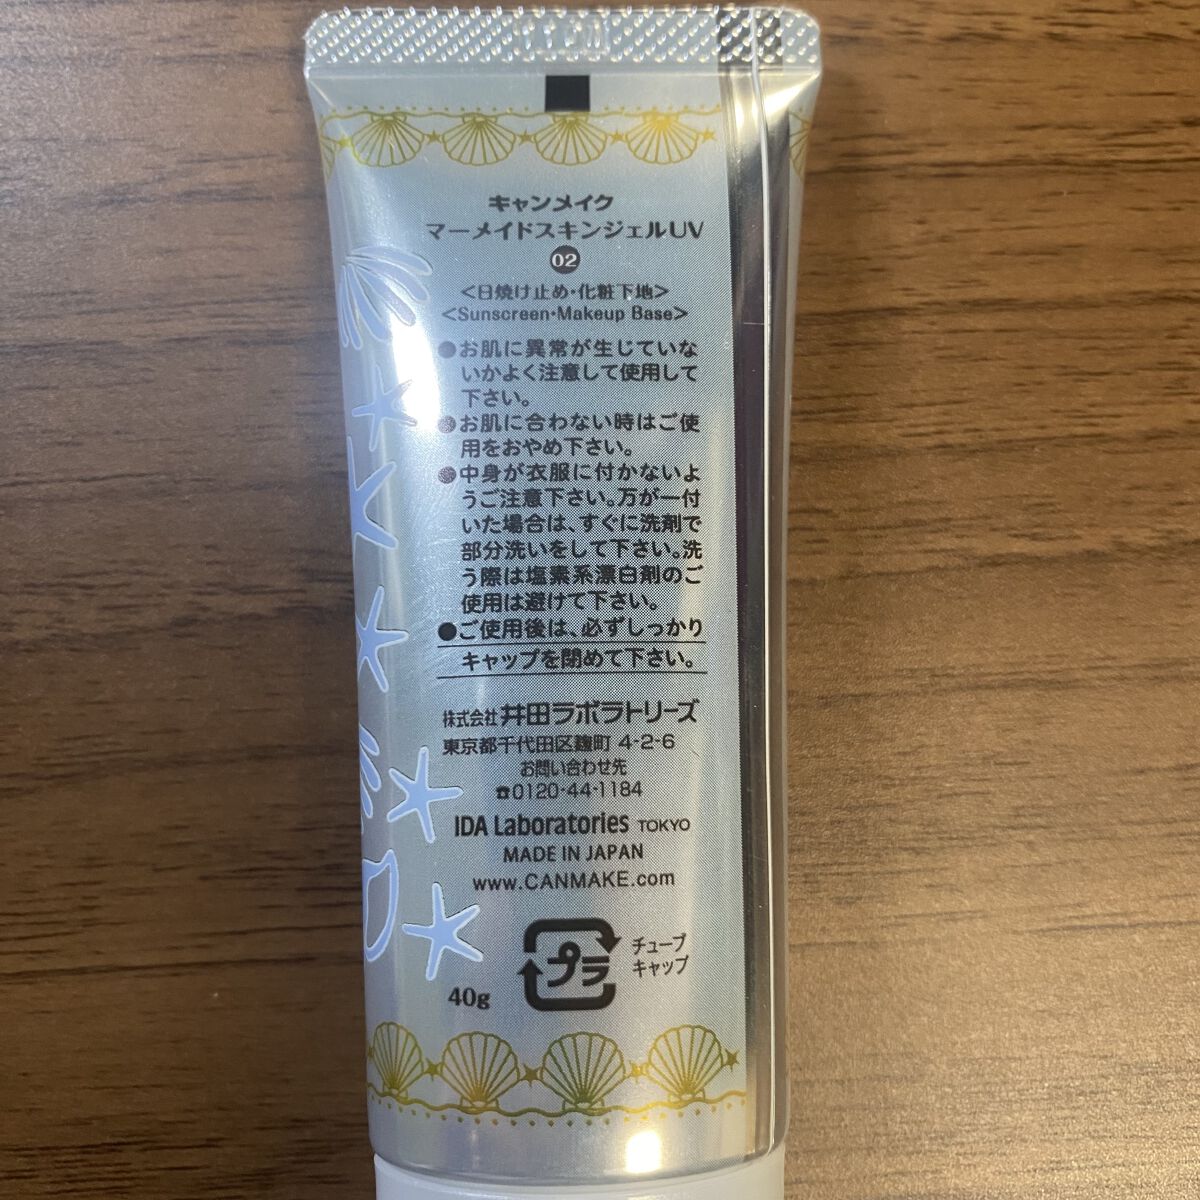 キャンメイク
マーメイドスキンジェルUV
02
<日焼け止め・化粧下地>
<Sunscreen・Makeup Base>
●お肌に異常が生じていな
いかよく注意して使用して
下さい。
●お肌に合わない時はご使
用をおやめ下さい。
●中身が衣服に付かないよ
うご注意下さい。万が一付
いた場合は、すぐに洗剤で
部分洗いをして下さい。洗
う際は塩素系漂白剤のご
使用は避けて下さい。
●ご使用後は、必ずしっかり
キャップを閉めて下さい。
株式会社 井田ラボラトリーズ
東京都千代田区麹町 4-2-6
お問い合わせ先
☎0120-44-1184
IDA Laboratories TOKYO
MADE IN JAPAN
www.CANMAKE.com
プラ
チューブ
キャップ
40g